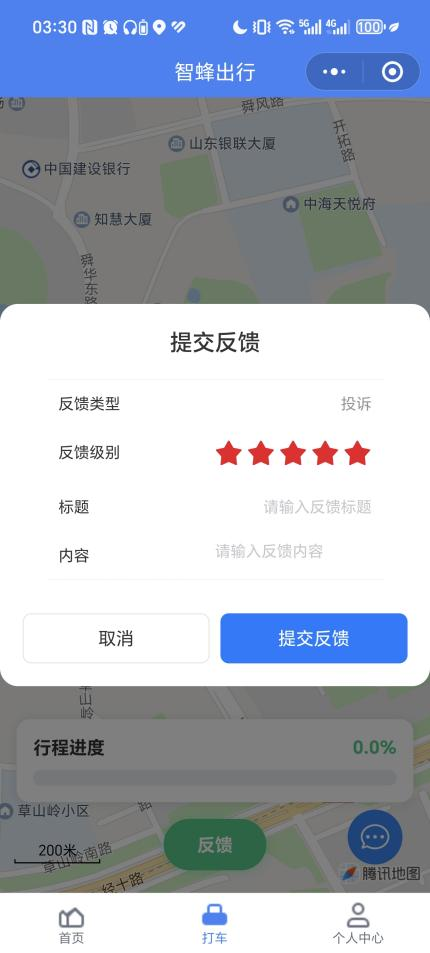 03:30
5G
4G
100
智蜂出行
舜风路
开拓路
山东银联大厦
中国建设银行
中海天悦府
知慧大厦
舜华东路
提交反馈
反馈类型 投诉
反馈级别
标题 请输入反馈标题
内容 请输入反馈内容
取消 提交反馈
行程进度 0.0%
草山岭小区
路
反馈
200米
草山岭南路
腾讯地图
经十路
首页 打车 个人中心